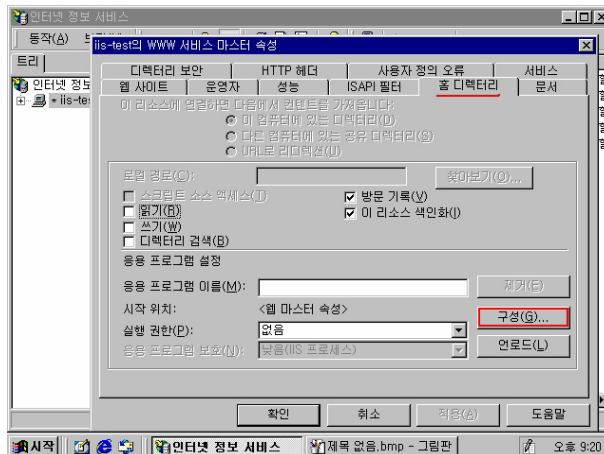 인터넷 정보 서비스
동작(A)
iis-test의 WWW 서비스 마스터 속성
트리
인터넷 정보
iis-te
디렉터리 보안 HTTP 헤더 사용자 정의 오류 서비스
웹 사이트 운영자 성능 ISAPI 필터 홈 디렉터리 문서
이 리소스에 연결하면 다음에서 컨텐트를 가져옵니다:
이 컴퓨터에 있는 디렉터리(D)
다른 컴퓨터에 있는 공유 디렉터리(S)
URL로 리디렉션(U)
로컬 경로(C): 찾아보기(O)...
스크립트 소스 액세스(T) 방문 기록(V)
읽기(R) 이 리소스 색인화(I)
쓰기(W)
디렉터리 검색(B)
응용 프로그램 설정
응용 프로그램 이름(M): 제거(E)
시작 위치: <웹 마스터 속성>
구성(G)...
실행 권한(P): 없음
언로드(L)
응용 프로그램 보호(N): 낮음(IIS 프로세스)
확인 취소 적용(A) 도움말
시작 인터넷 정보 서비스 제목 없음.bmp - 그림판 오후 9:20